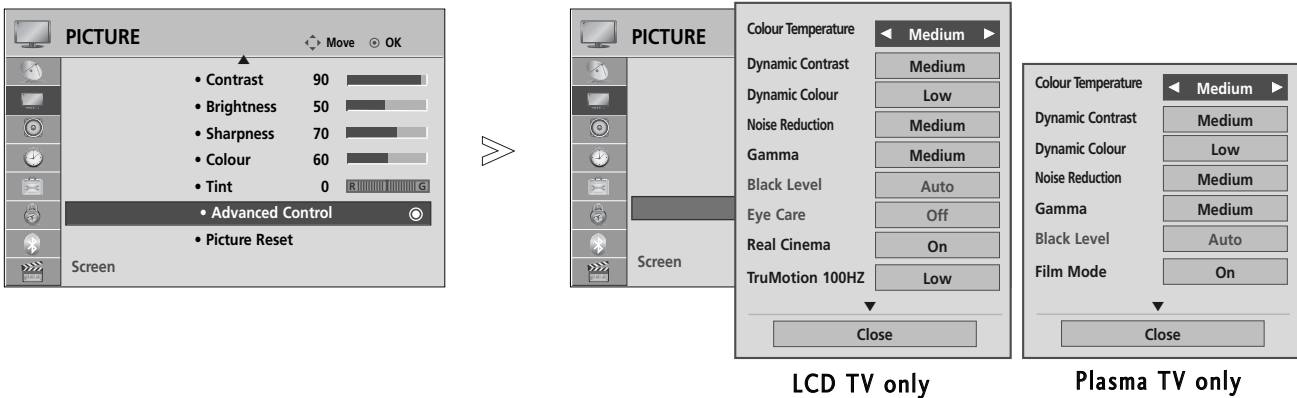 PICTURE
Move ⊙ OK
• Contrast 90
• Brightness 50
• Sharpness 70
• Colour 60
• Tint 0 R G
• Advanced Control
• Picture Reset
Screen
PICTURE
Screen
Colour Temperature ◀ Medium ▶
Dynamic Contrast Medium
Dynamic Colour Low
Noise Reduction Medium
Gamma Medium
Black Level Auto
Eye Care Off
Real Cinema On
TruMotion 100HZ Low
▼
Close
LCD TV only
Colour Temperature ◀ Medium ▶
Dynamic Contrast Medium
Dynamic Colour Low
Noise Reduction Medium
Gamma Medium
Black Level Auto
Film Mode On
▼
Close
Plasma TV only